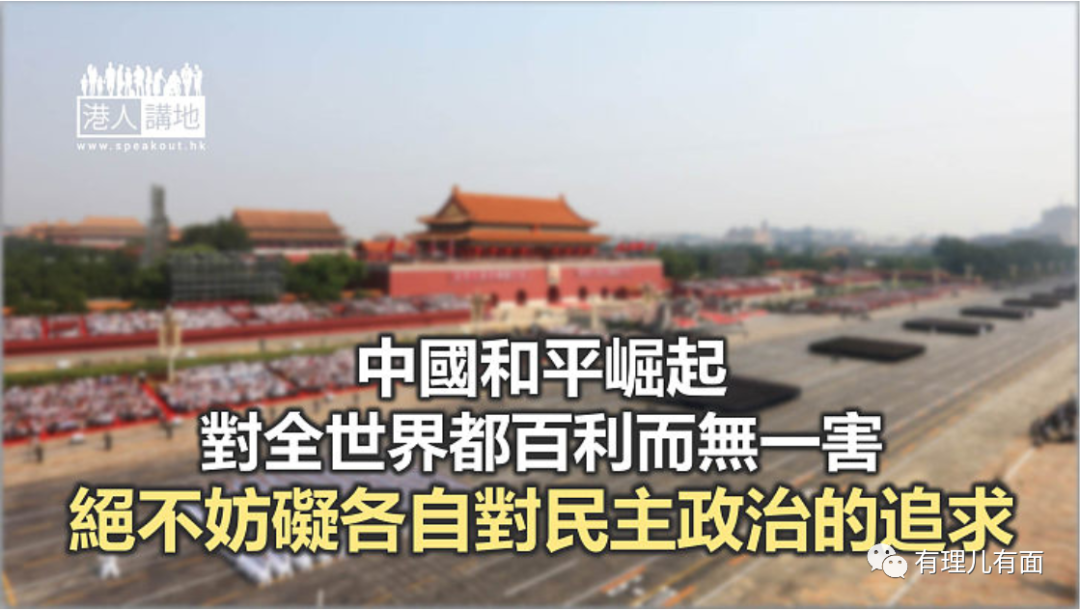 港人講地
www.speakout.hk
中國和平崛起
對全世界都百利而無一害
絕不妨礙各自對民主政治的追求
有理儿有面